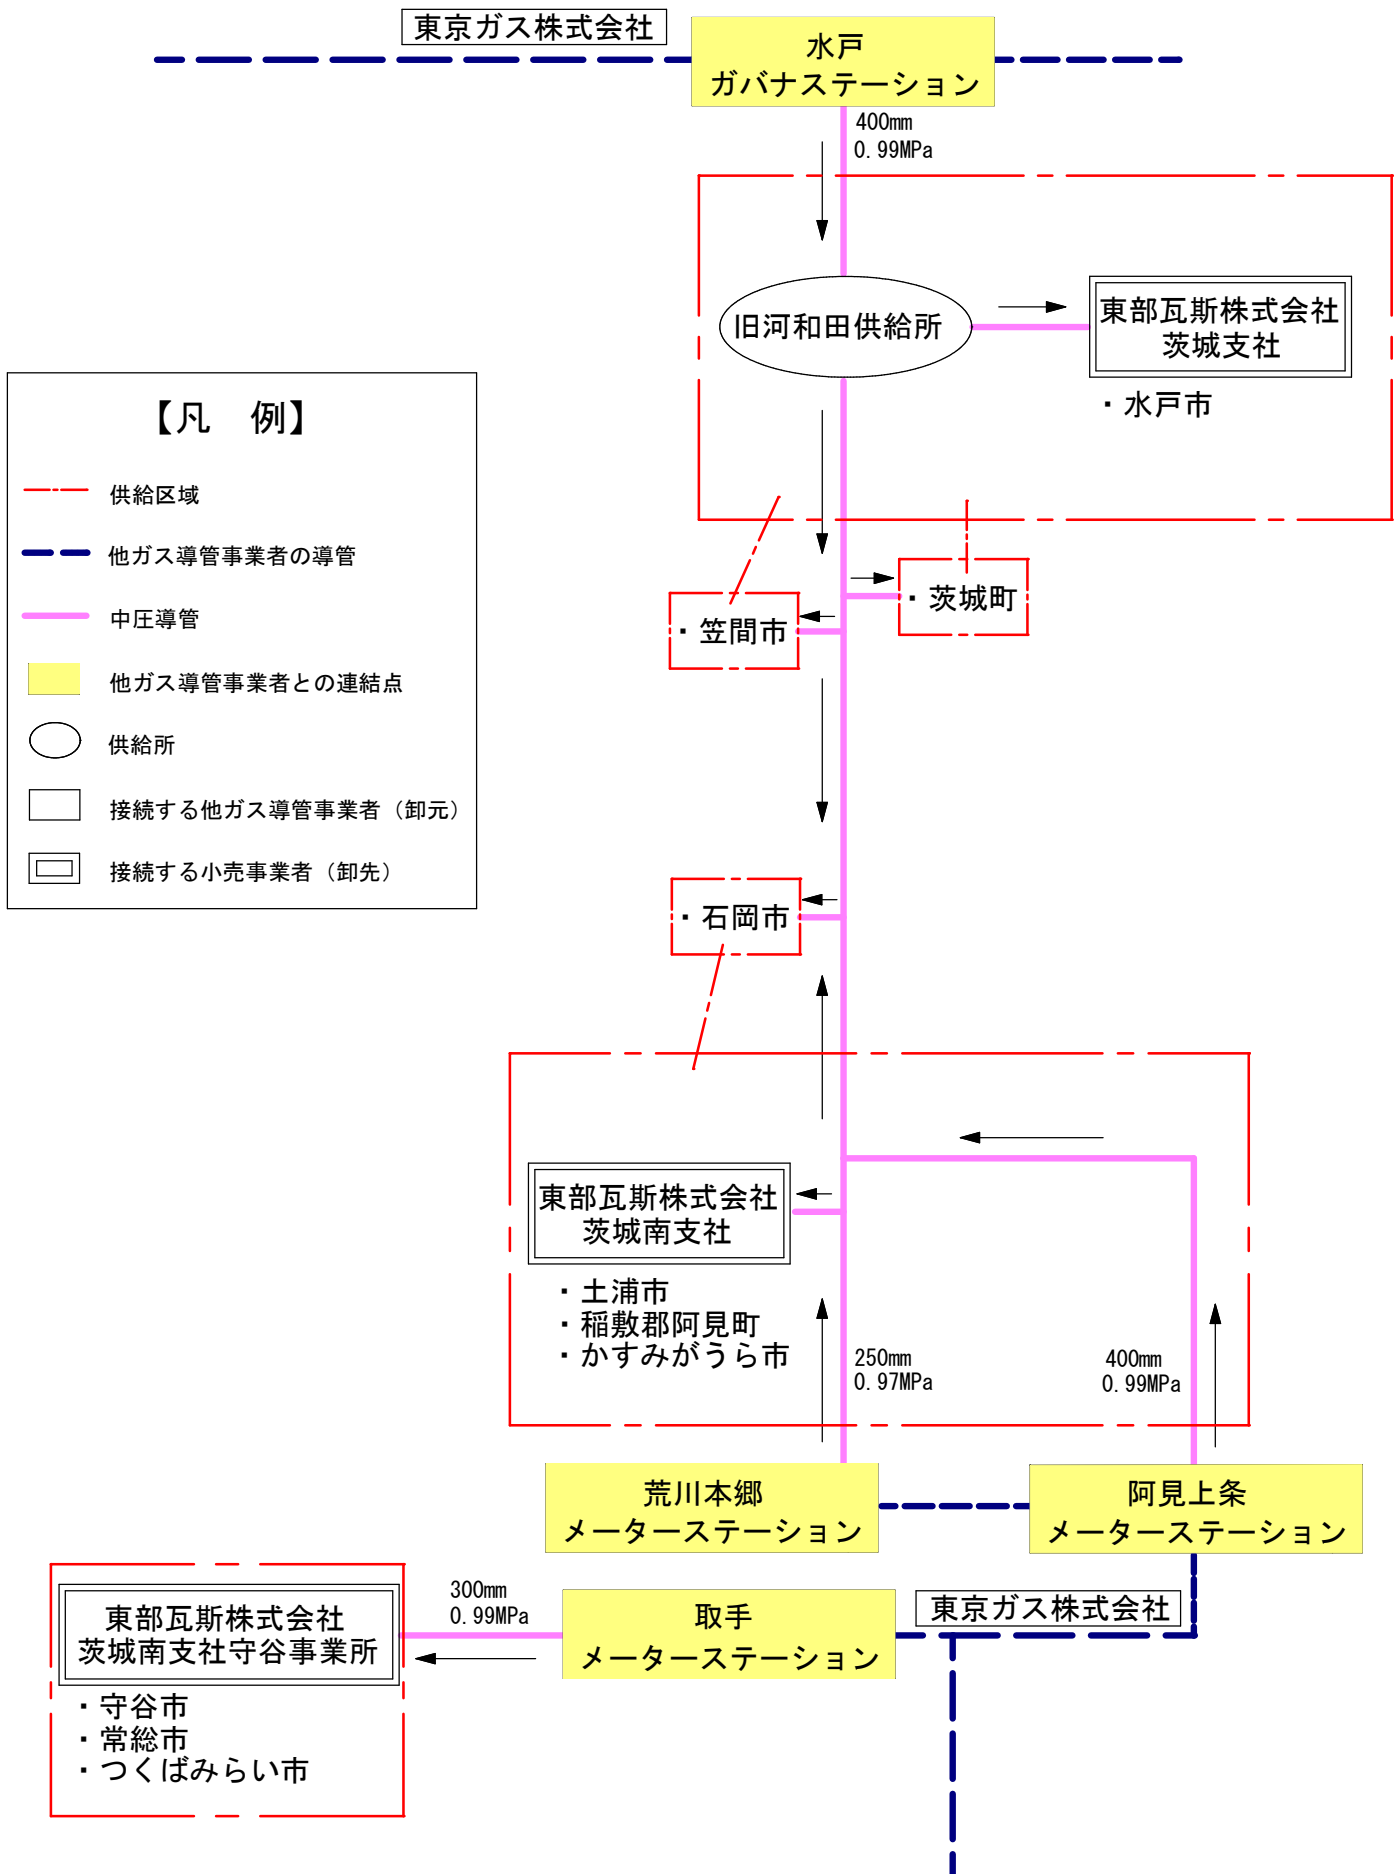 東京ガス株式会社
水戸
ガバナステーション
400mm
0.99MPa
旧河和田供給所
東部瓦斯株式会社
茨城支社
・水戸市
【凡　例】
供給区域
他ガス導管事業者の導管
中圧導管
他ガス導管事業者との連結点
供給所
接続する他ガス導管事業者（卸元）
接続する小売事業者（卸先）
・茨城町
・笠間市
・石岡市
東部瓦斯株式会社
茨城南支社
・土浦市
・稲敷郡阿見町
・かすみがうら市
250mm
0.97MPa
400mm
0.99MPa
荒川本郷
メーターステーション
阿見上条
メーターステーション
東部瓦斯株式会社
茨城南支社守谷事業所
・守谷市
・常総市
・つくばみらい市
300mm
0.99MPa
取手
メーターステーション
東京ガス株式会社